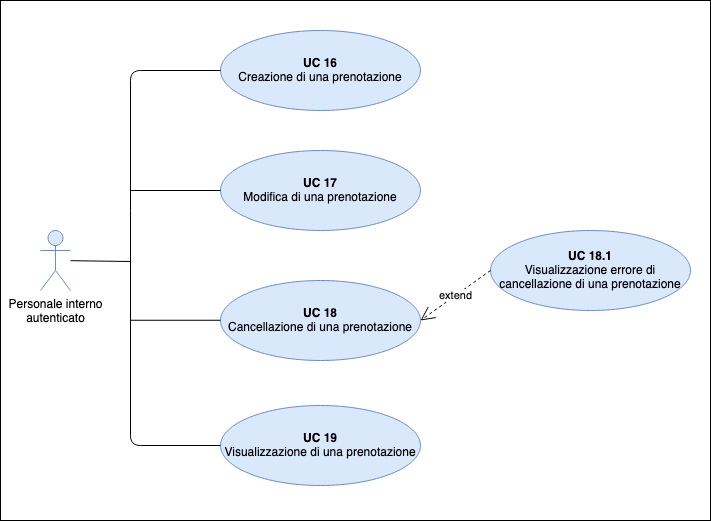 UC 16
Creazione di una prenotazione
UC 17
Modifica di una prenotazione
UC 18.1
Visualizzazione errore di
cancellazione di una prenotazione
extend
Personale interno
autenticato
UC 18
Cancellazione di una prenotazione
UC 19
Visualizzazione di una prenotazione